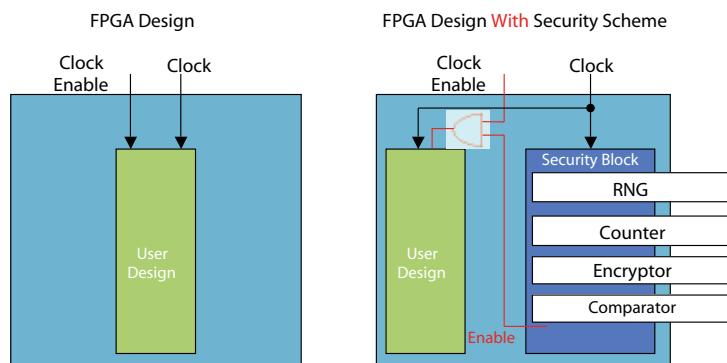 FPGA Design
Clock
Enable
Clock
User
Design
FPGA Design With Security Scheme
Clock
Enable
Clock
Security Block
RNG
Counter
Encryptor
Comparator
User
Design
Enable